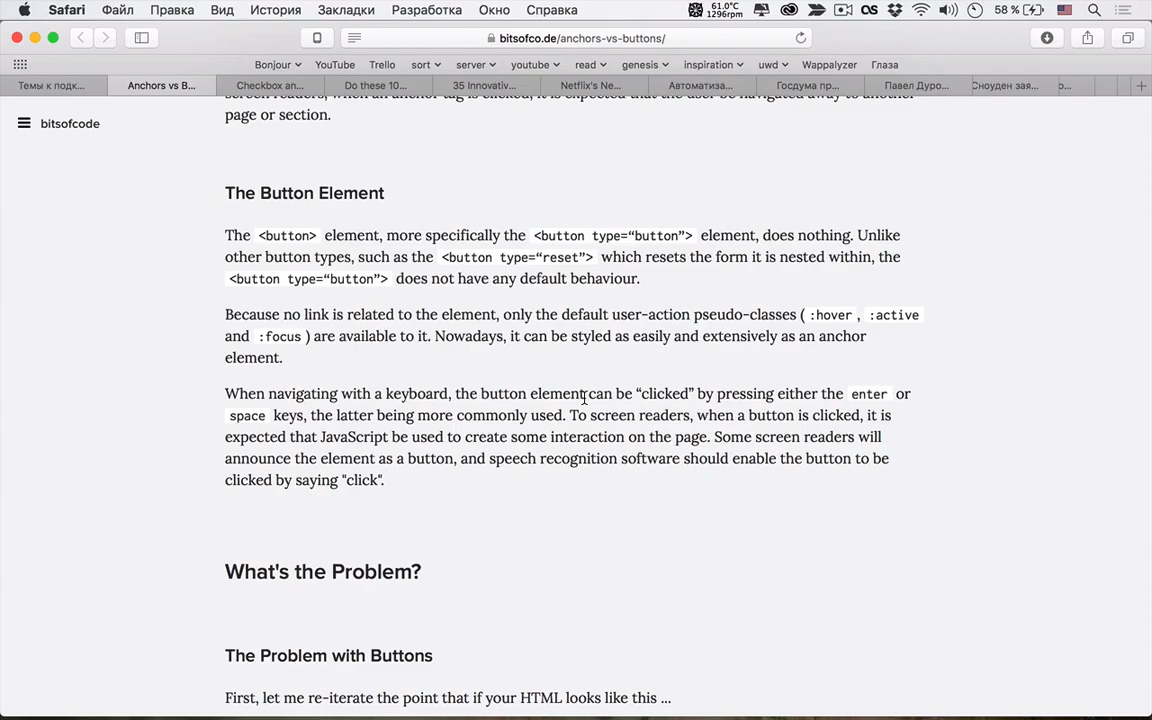 Safari Файл Правка Вид История Закладки Разработка Окно Справка 61.0°C 1296rpm 58 %
bitsofco.de/anchors-vs-buttons/
Bonjour YouTube Trello sort server youtube read genesis inspiration uwd Wappalyzer Глаза
Темы к подк... Anchors vs B... Checkbox an... Do these 10... 35 Innovativ... Netflix's Ne... Автоматиза... Госдума пр... Павел Дуро... Сноуден зая...
page or section.
bitsofcode
The Button Element
The <button> element, more specifically the <button type=“button”> element, does nothing. Unlike
other button types, such as the <button type=“reset”> which resets the form it is nested within, the
<button type=“button”> does not have any default behaviour.
Because no link is related to the element, only the default user-action pseudo-classes ( :hover , :active
and :focus ) are available to it. Nowadays, it can be styled as easily and extensively as an anchor
element.
When navigating with a keyboard, the button element can be “clicked” by pressing either the enter or
space keys, the latter being more commonly used. To screen readers, when a button is clicked, it is
expected that JavaScript be used to create some interaction on the page. Some screen readers will
announce the element as a button, and speech recognition software should enable the button to be
clicked by saying "click".
What's the Problem?
The Problem with Buttons
First, let me re-iterate the point that if your HTML looks like this ...